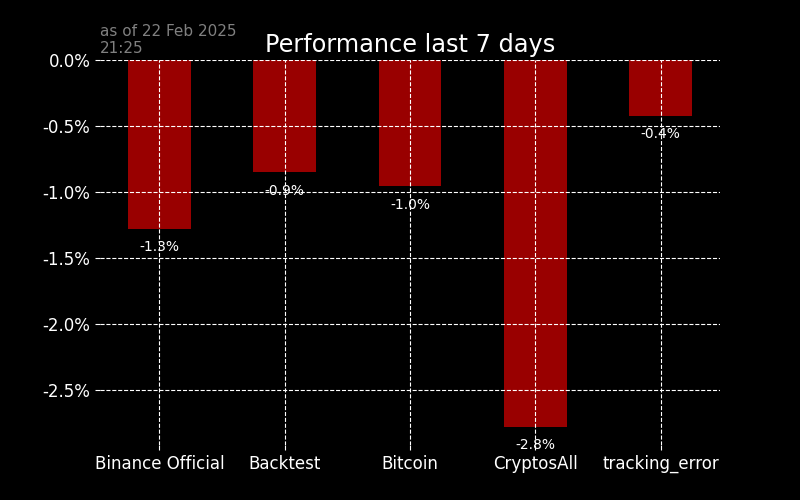 as of 22 Feb 2025
21:25
Performance last 7 days
0.0%
-0.5%
-1.0%
-1.5%
-2.0%
-2.5%
-1.3%
-0.9%
-1.0%
-2.8%
-0.4%
Binance Official
Backtest
Bitcoin
CryptosAll
tracking_error